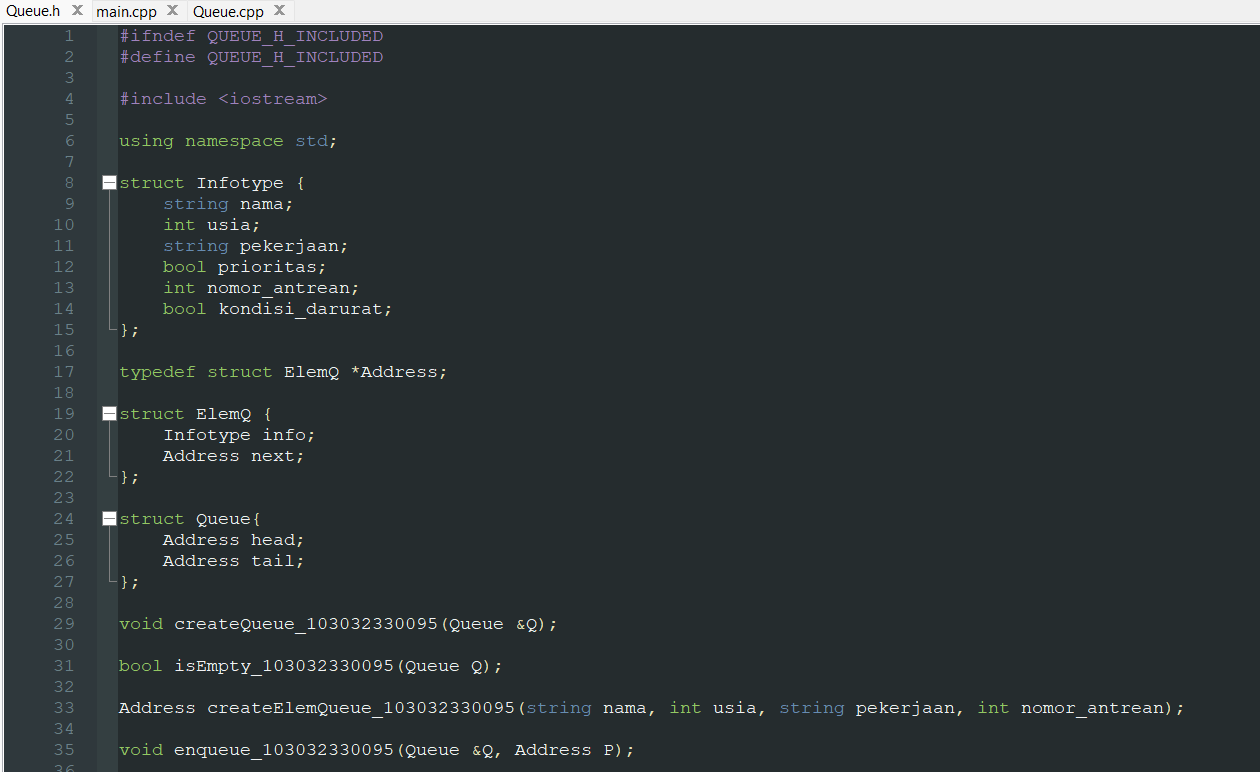 Queue.h X main.cpp X Queue.cpp X
1 #ifndef QUEUE_H_INCLUDED
2 #define QUEUE_H_INCLUDED
3
4 #include <iostream>
5
6 using namespace std;
7
8 struct Infotype {
9     string nama;
10     int usia;
11     string pekerjaan;
12     bool prioritas;
13     int nomor_antrean;
14     bool kondisi_darurat;
15 };
16
17 typedef struct ElemQ *Address;
18
19 struct ElemQ {
20     Infotype info;
21     Address next;
22 };
23
24 struct Queue{
25     Address head;
26     Address tail;
27 };
28
29 void createQueue_103032330095(Queue &Q);
30
31 bool isEmpty_103032330095(Queue Q);
32
33 Address createElemQueue_103032330095(string nama, int usia, string pekerjaan, int nomor_antrean);
34
35 void enqueue_103032330095(Queue &Q, Address P);
36